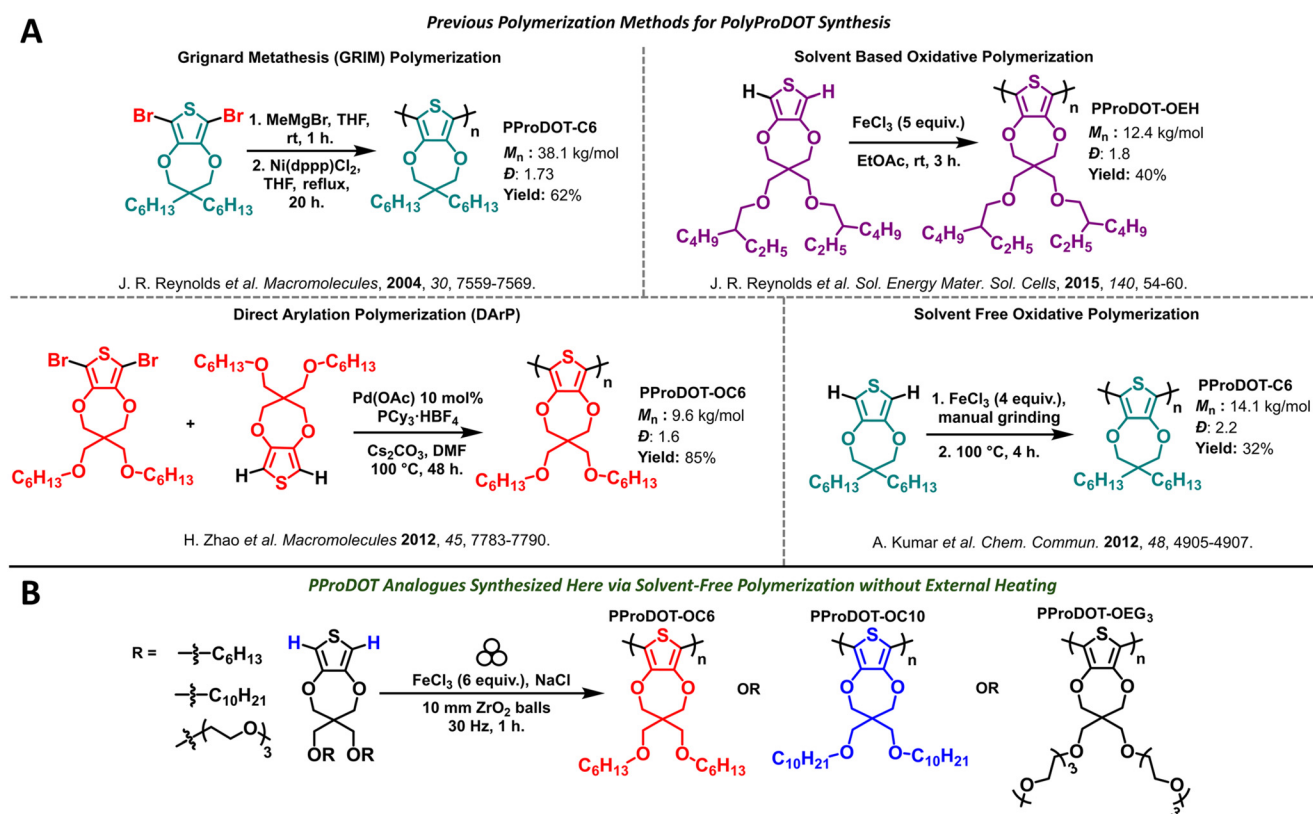 A
Previous Polymerization Methods for PolyProDOT Synthesis
Grignard Metathesis (GRIM) Polymerization
Br
S
Br
O
O
C6H13
C6H13
1. MeMgBr, THF,
rt, 1 h.
2. Ni(dppp)Cl2,
THF, reflux,
20 h.
S
n
O
O
C6H13
C6H13
PProDOT-C6
Mn : 38.1 kg/mol
Đ: 1.73
Yield: 62%
J. R. Reynolds et al. Macromolecules, 2004, 30, 7559-7569.
Solvent Based Oxidative Polymerization
H
S
H
O
O
O
O
C4H9
C2H5
C2H5
C4H9
FeCl3 (5 equiv.)
EtOAc, rt, 3 h.
S
n
O
O
O
O
C4H9
C2H5
C2H5
C4H9
PProDOT-OEH
Mn : 12.4 kg/mol
Đ: 1.8
Yield: 40%
J. R. Reynolds et al. Sol. Energy Mater. Sol. Cells, 2015, 140, 54-60.
Direct Arylation Polymerization (DArP)
Br
S
Br
O
O
O
O
C6H13
C6H13
+
C6H13
O
O
C6H13
O
O
H
S
H
Pd(OAc) 10 mol%
PCy3·HBF4
Cs2CO3, DMF
100 °C, 48 h.
S
n
O
O
O
O
C6H13
C6H13
PProDOT-OC6
Mn : 9.6 kg/mol
Đ: 1.6
Yield: 85%
H. Zhao et al. Macromolecules 2012, 45, 7783-7790.
Solvent Free Oxidative Polymerization
H
S
H
O
O
C6H13
C6H13
1. FeCl3 (4 equiv.),
manual grinding
2. 100 °C, 4 h.
S
n
O
O
C6H13
C6H13
PProDOT-C6
Mn : 14.1 kg/mol
Đ: 2.2
Yield: 32%
A. Kumar et al. Chem. Commun. 2012, 48, 4905-4907.
B
PProDOT Analogues Synthesized Here via Solvent-Free Polymerization without External Heating
R =
C6H13
C10H21
O
3
H
S
H
O
O
OR
OR
FeCl3 (6 equiv.), NaCl
10 mm ZrO2 balls
30 Hz, 1 h.
PProDOT-OC6
S
n
O
O
O
O
C6H13
C6H13
OR
PProDOT-OC10
S
n
O
O
O
O
C10H21
C10H21
OR
PProDOT-OEG3
S
n
O
O
O
O
3
O
O
3